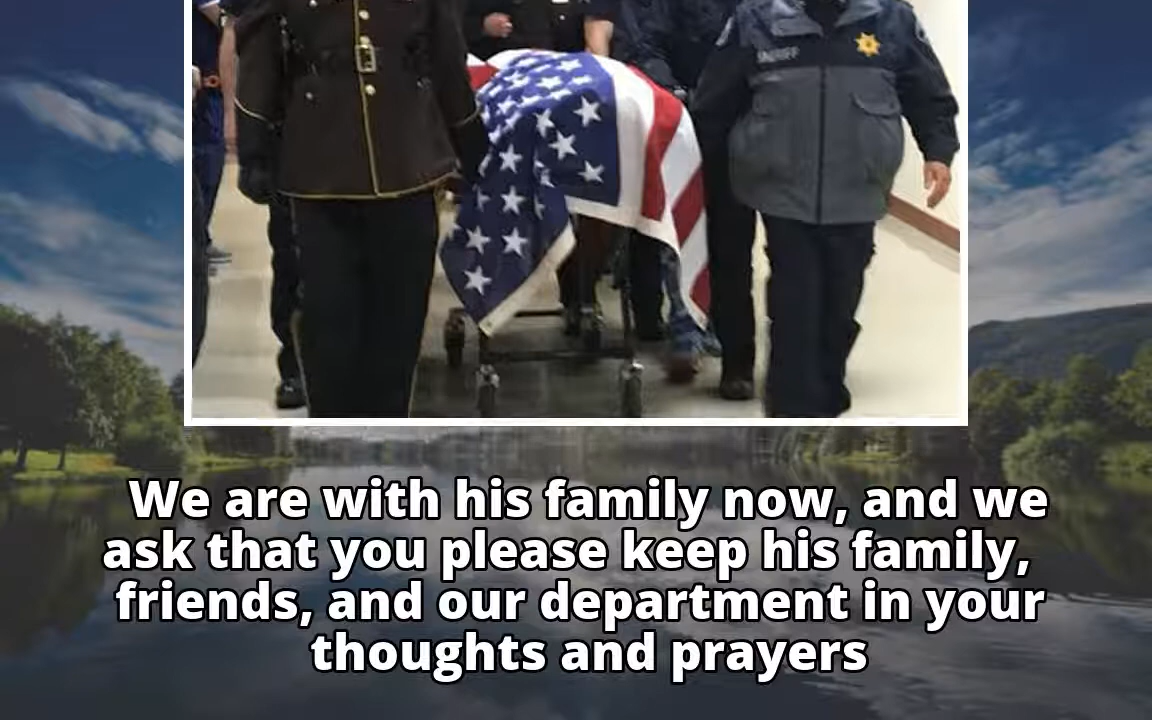 SHERIFF
We are with his family now, and we
ask that you please keep his family,
friends, and our department in your
thoughts and prayers